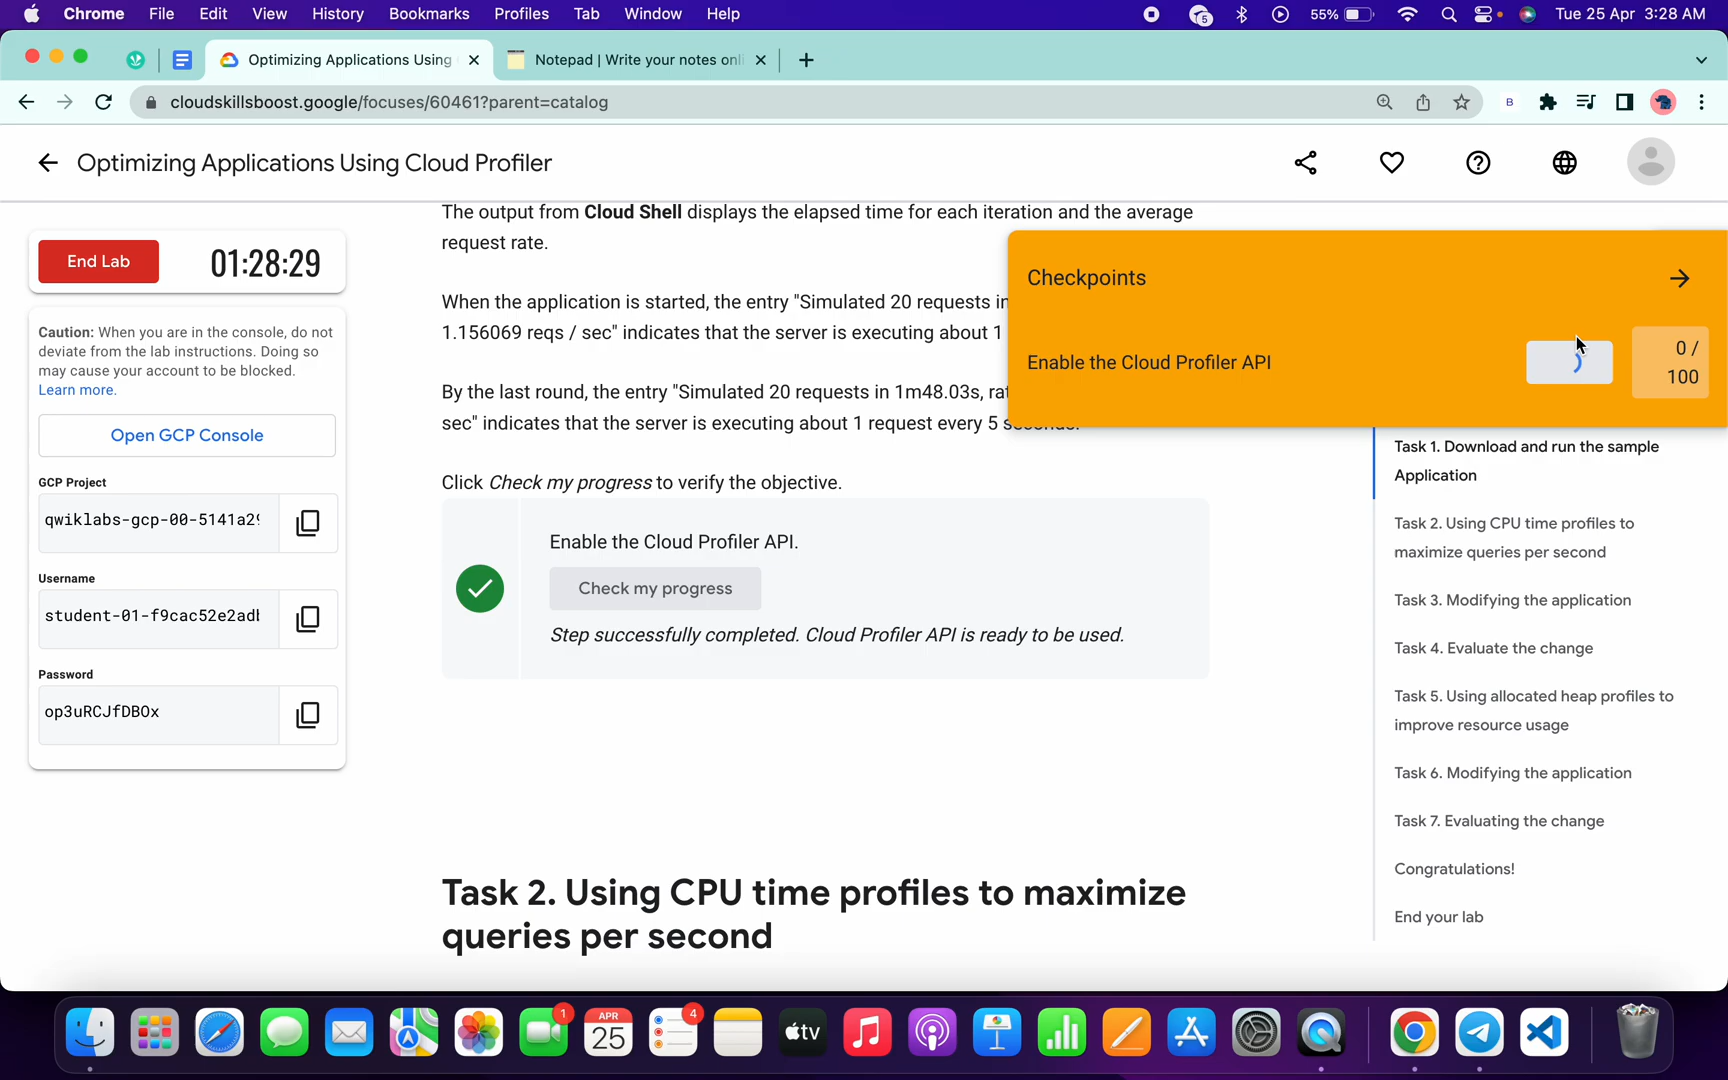 Chrome File Edit View History Bookmarks Profiles Tab Window Help 5 55% Tue 25 Apr 3:28 AM
Optimizing Applications Using
Notepad | Write your notes onli
cloudskillsboost.google/focuses/60461?parent=catalog
B
Optimizing Applications Using Cloud Profiler
End Lab
01:28:29
Caution: When you are in the console, do not
deviate from the lab instructions. Doing so
may cause your account to be blocked.
Learn more.
Open GCP Console
GCP Project
qwiklabs-gcp-00-5141a29
Username
student-01-f9cac52e2adb
Password
op3uRCJfDBOx
The output from Cloud Shell displays the elapsed time for each iteration and the average
request rate.
When the application is started, the entry "Simulated 20 requests in
1.156069 reqs / sec" indicates that the server is executing about 1
By the last round, the entry "Simulated 20 requests in 1m48.03s,
sec" indicates that the server is executing about 1 request every 5 seconds.
Click Check my progress to verify the objective.
Enable the Cloud Profiler API.
Check my progress
Step successfully completed. Cloud Profiler API is ready to be used.
Task 2. Using CPU time profiles to maximize
queries per second
Checkpoints
Enable the Cloud Profiler API
0 /
100
Task 1. Download and run the sample
Application
Task 2. Using CPU time profiles to
maximize queries per second
Task 3. Modifying the application
Task 4. Evaluate the change
Task 5. Using allocated heap profiles to
improve resource usage
Task 6. Modifying the application
Task 7. Evaluating the change
Congratulations!
End your lab
1
APR
25
4
tv